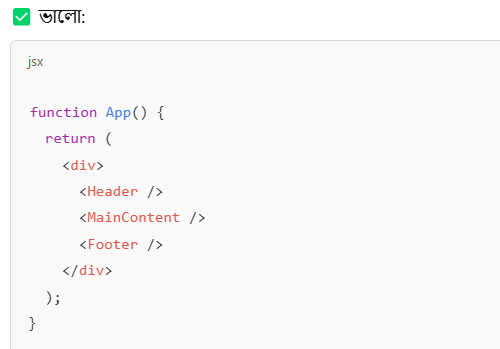 ✅ ভালো:
jsx
function App() {
  return (
    <div>
      <Header />
      <MainContent />
      <Footer />
    </div>
  );
}